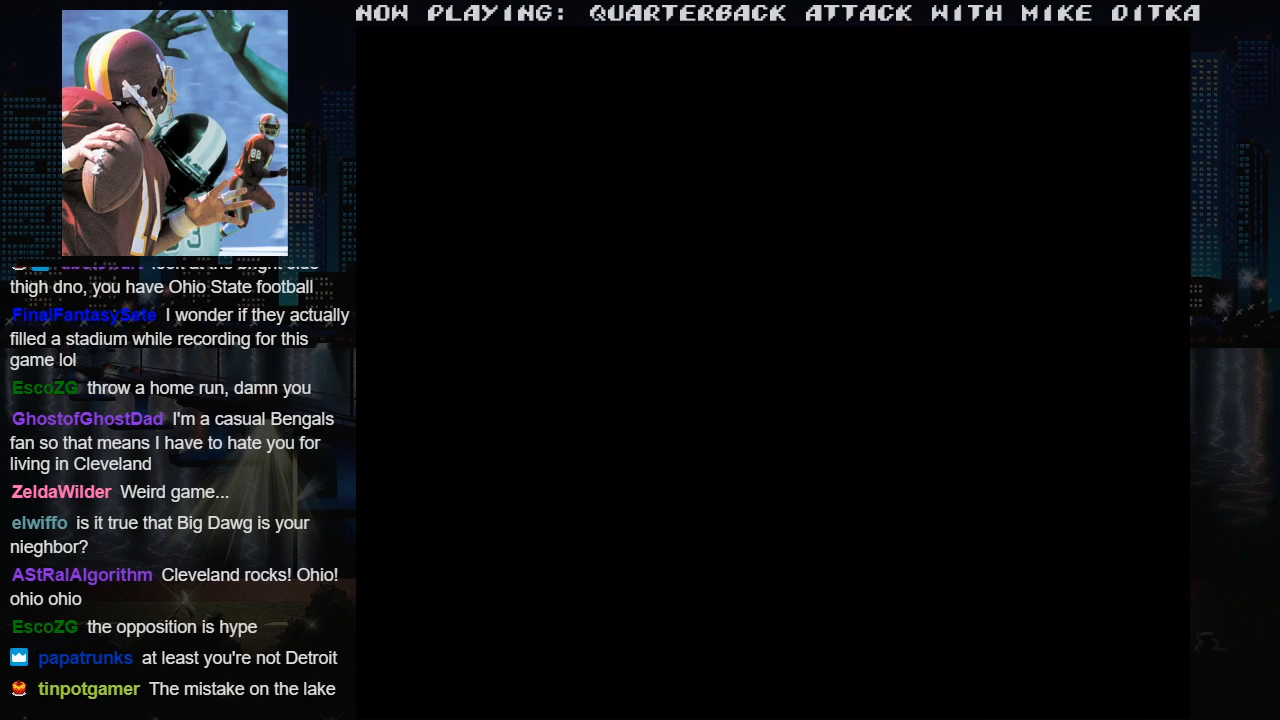 NOW PLAYING: QUARTERBACK ATTACK WITH MIKE DITKA
82
thigh dno, you have Ohio State football
FinalFantasySete I wonder if they actually
filled a stadium while recording for this
game lol
EscoZG throw a home run, damn you
GhostofGhostDad I'm a casual Bengals
fan so that means I have to hate you for
living in Cleveland
ZeldaWilder Weird game...
elwiffo is it true that Big Dawg is your
nieghbor?
AStRalAlgorithm Cleveland rocks! Ohio!
ohio ohio
EscoZG the opposition is hype
papatrunks at least you're not Detroit
tinpotgamer The mistake on the lake